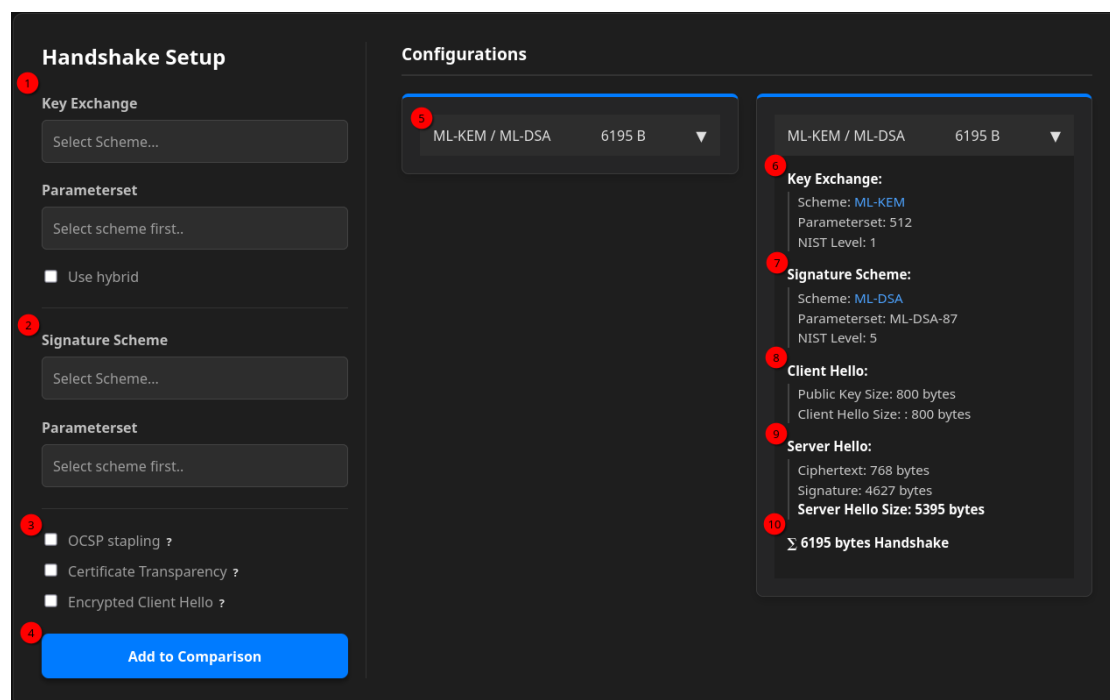 Handshake Setup
1
Key Exchange
Select Scheme...
Parameterset
Select scheme first..
Use hybrid
2
Signature Scheme
Select Scheme...
Parameterset
Select scheme first..
3
OCSP stapling ?
Certificate Transparency ?
Encrypted Client Hello ?
4
Add to Comparison
Configurations
5
ML-KEM / ML-DSA 6195 B ▼
ML-KEM / ML-DSA 6195 B ▼
6
Key Exchange:
Scheme: ML-KEM
Parameterset: 512
NIST Level: 1
7
Signature Scheme:
Scheme: ML-DSA
Parameterset: ML-DSA-87
NIST Level: 5
8
Client Hello:
Public Key Size: 800 bytes
Client Hello Size: : 800 bytes
9
Server Hello:
Ciphertext: 768 bytes
Signature: 4627 bytes
Server Hello Size: 5395 bytes
10
∑ 6195 bytes Handshake